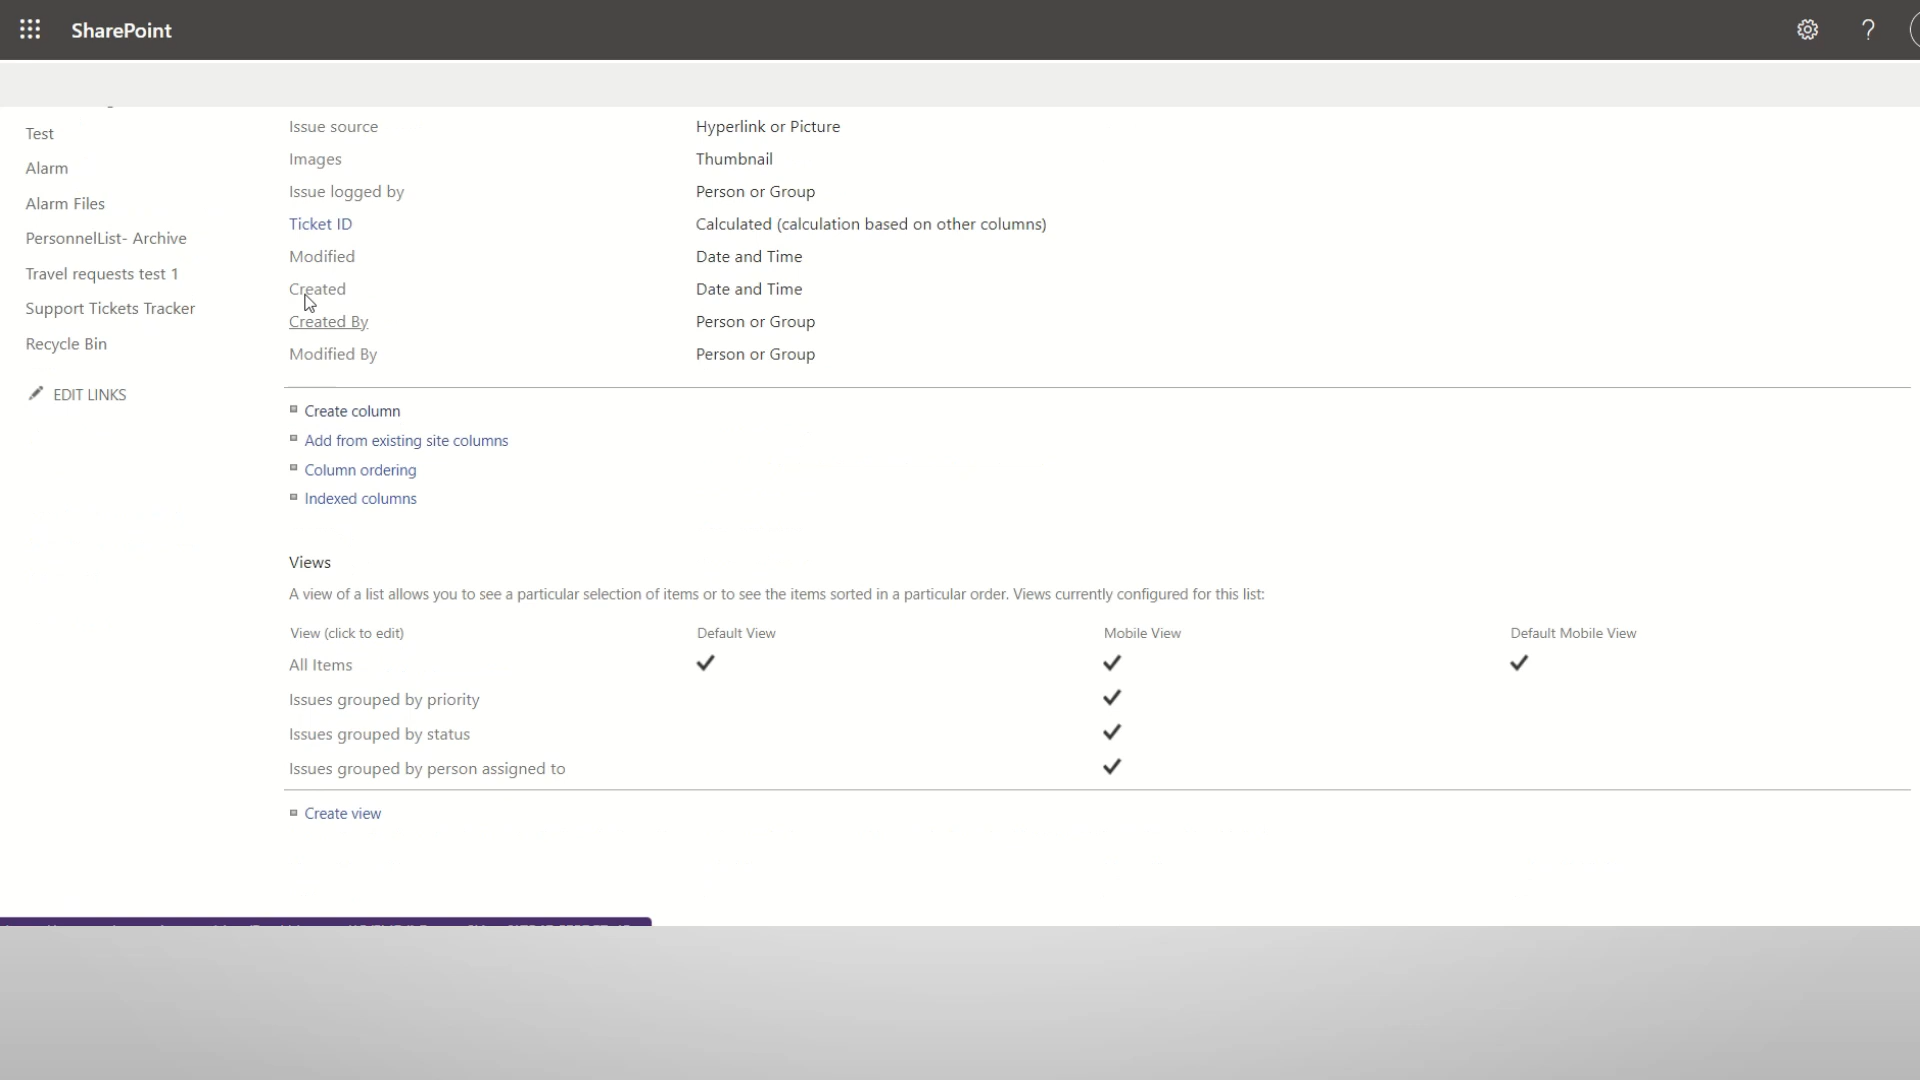 SharePoint
Test
Alarm
Alarm Files
PersonnelList- Archive
Travel requests test 1
Support Tickets Tracker
Recycle Bin
EDIT LINKS
Issue source Hyperlink or Picture
Images Thumbnail
Issue logged by Person or Group
Ticket ID Calculated (calculation based on other columns)
Modified Date and Time
Created Date and Time
Created By Person or Group
Modified By Person or Group
Create column
Add from existing site columns
Column ordering
Indexed columns
Views
A view of a list allows you to see a particular selection of items or to see the items sorted in a particular order. Views currently configured for this list:
View (click to edit) Default View Mobile View Default Mobile View
All Items
Issues grouped by priority
Issues grouped by status
Issues grouped by person assigned to
Create view